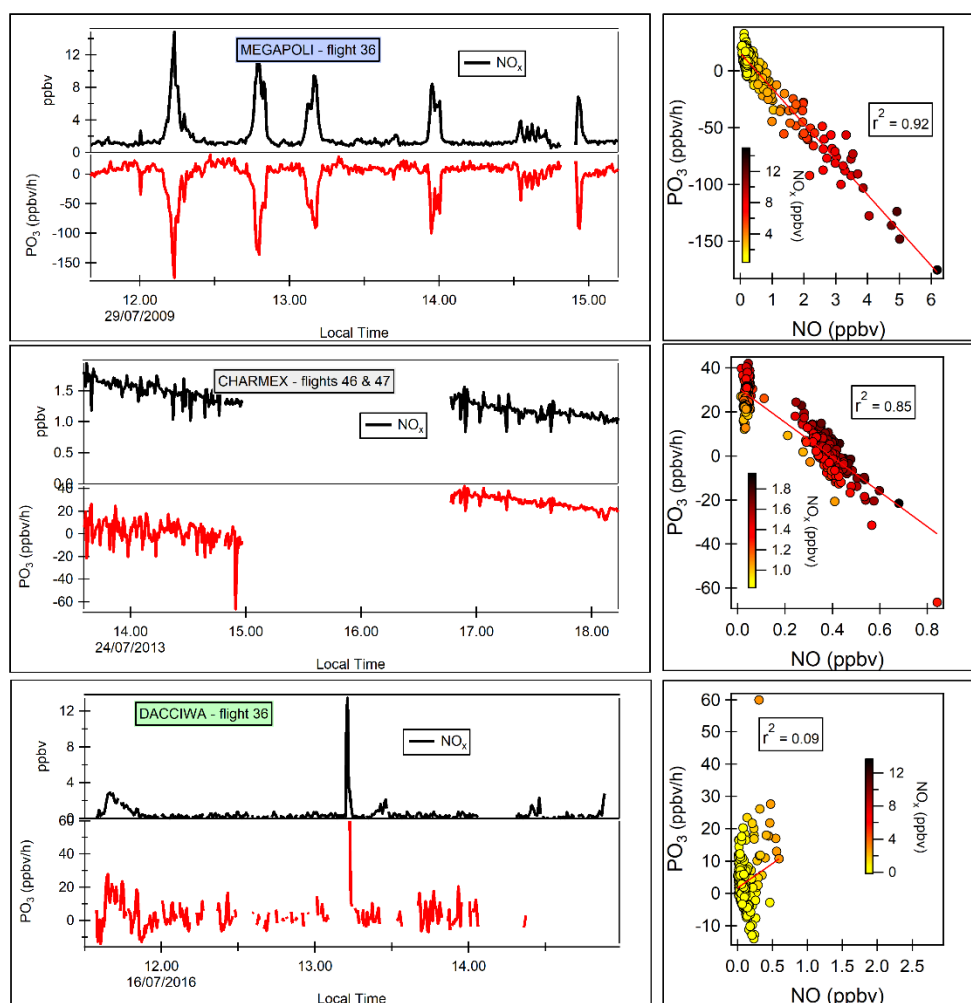 MEGAPOLI - flight 36
NOx
ppbv
12
8
4
0
PO3 (ppbv/h)
0
-50
-100
-150
12.00 13.00 14.00 15.00
29/07/2009
Local Time
r2 = 0.92
PO3 (ppbv/h)
0
-50
-100
-150
NOx (ppbv)
12
8
4
0 1 2 3 4 5 6
NO (ppbv)
CHARMEX - flights 46 & 47
NOx
ppbv
1.5
1.0
0.5
0.0
PO3 (ppbv/h)
40
20
0
-20
-40
-60
14.00 15.00 16.00 17.00 18.00
24/07/2013
Local Time
r2 = 0.85
PO3 (ppbv/h)
40
20
0
-20
-40
-60
NOx (ppbv)
1.8
1.6
1.4
1.2
1.0
0.0 0.2 0.4 0.6 0.8
NO (ppbv)
DACCIWA - flight 36
NOx
ppbv
12
8
4
0
PO3 (ppbv/h)
60
40
20
0
12.00 13.00 14.00
16/07/2016
Local Time
r2 = 0.09
PO3 (ppbv/h)
60
50
40
30
20
10
0
-10
NOx (ppbv)
12
8
4
0
0.0 0.5 1.0 1.5 2.0 2.5
NO (ppbv)